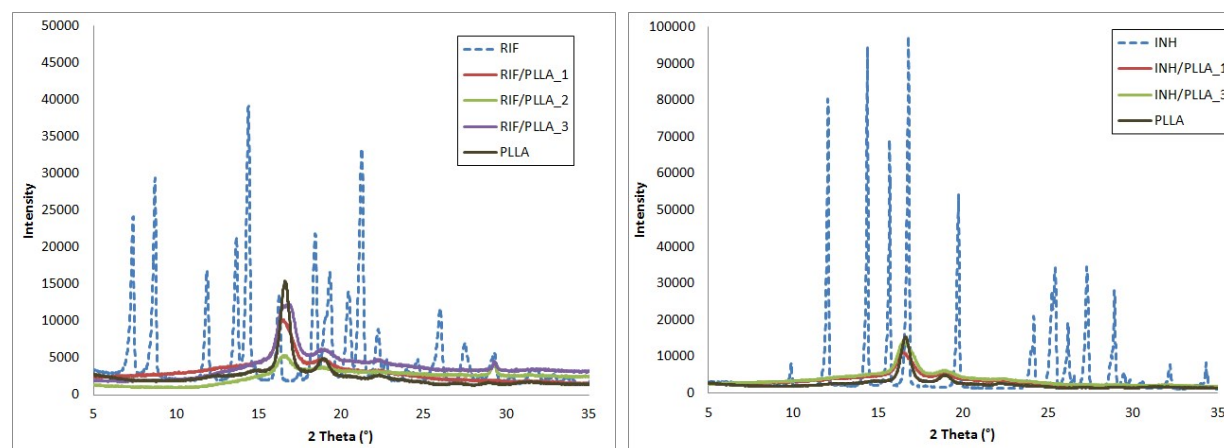 50000
45000
40000
35000
30000
25000
20000
15000
10000
5000
0
Intensity
5
10
15
20
25
30
35
2 Theta (°)
RIF
RIF/PLLA_1
RIF/PLLA_2
RIF/PLLA_3
PLLA
100000
90000
80000
70000
60000
50000
40000
30000
20000
10000
0
Intensity
5
10
15
20
25
30
35
2 Theta (°)
INH
INH/PLLA_1
INH/PLLA_3
PLLA